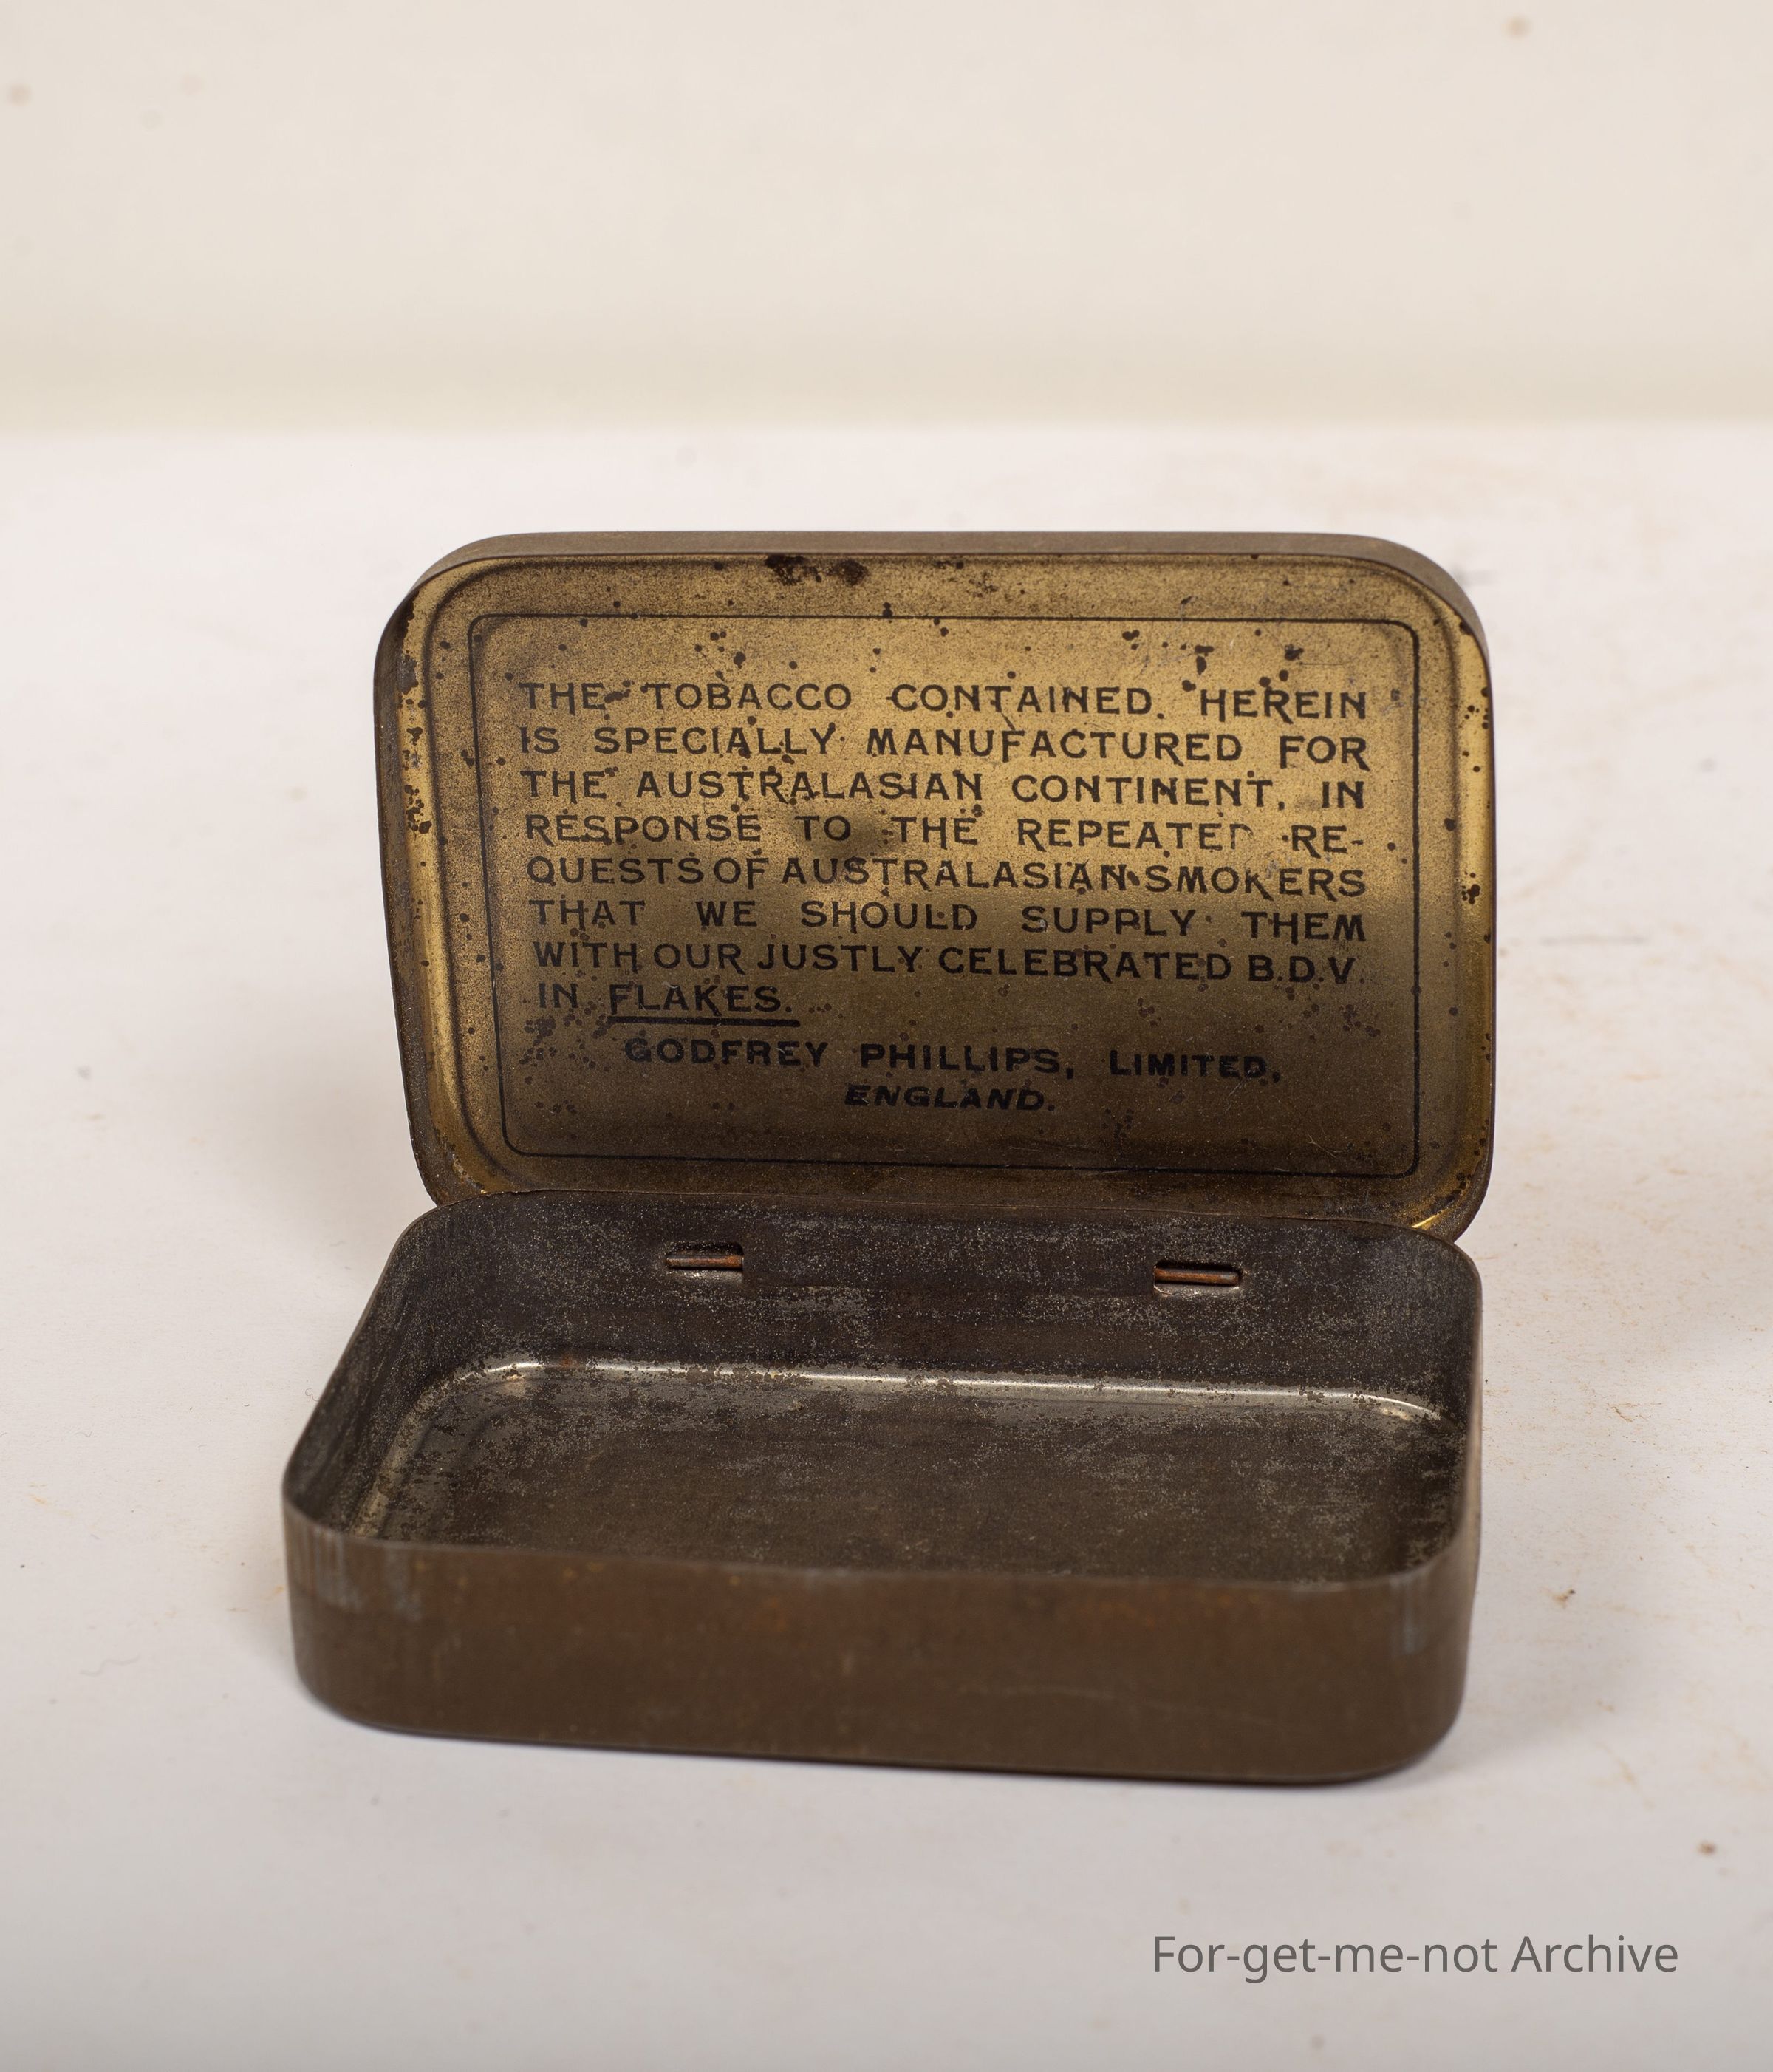 THE TOBACCO CONTAINED HEREIN
IS SPECIALLY MANUFACTURED FOR
THE AUSTRALASIAN CONTINENT, IN
RESPONSE TO THE REPEATED RE-
QUESTS OF AUSTRALASIAN SMOKERS
THAT WE SHOULD SUPPLY THEM
WITH OUR JUSTLY CELEBRATED B.D.V.
IN FLAKES.
GODFREY PHILLIPS, LIMITED,
ENGLAND.
For-get-me-not Archive